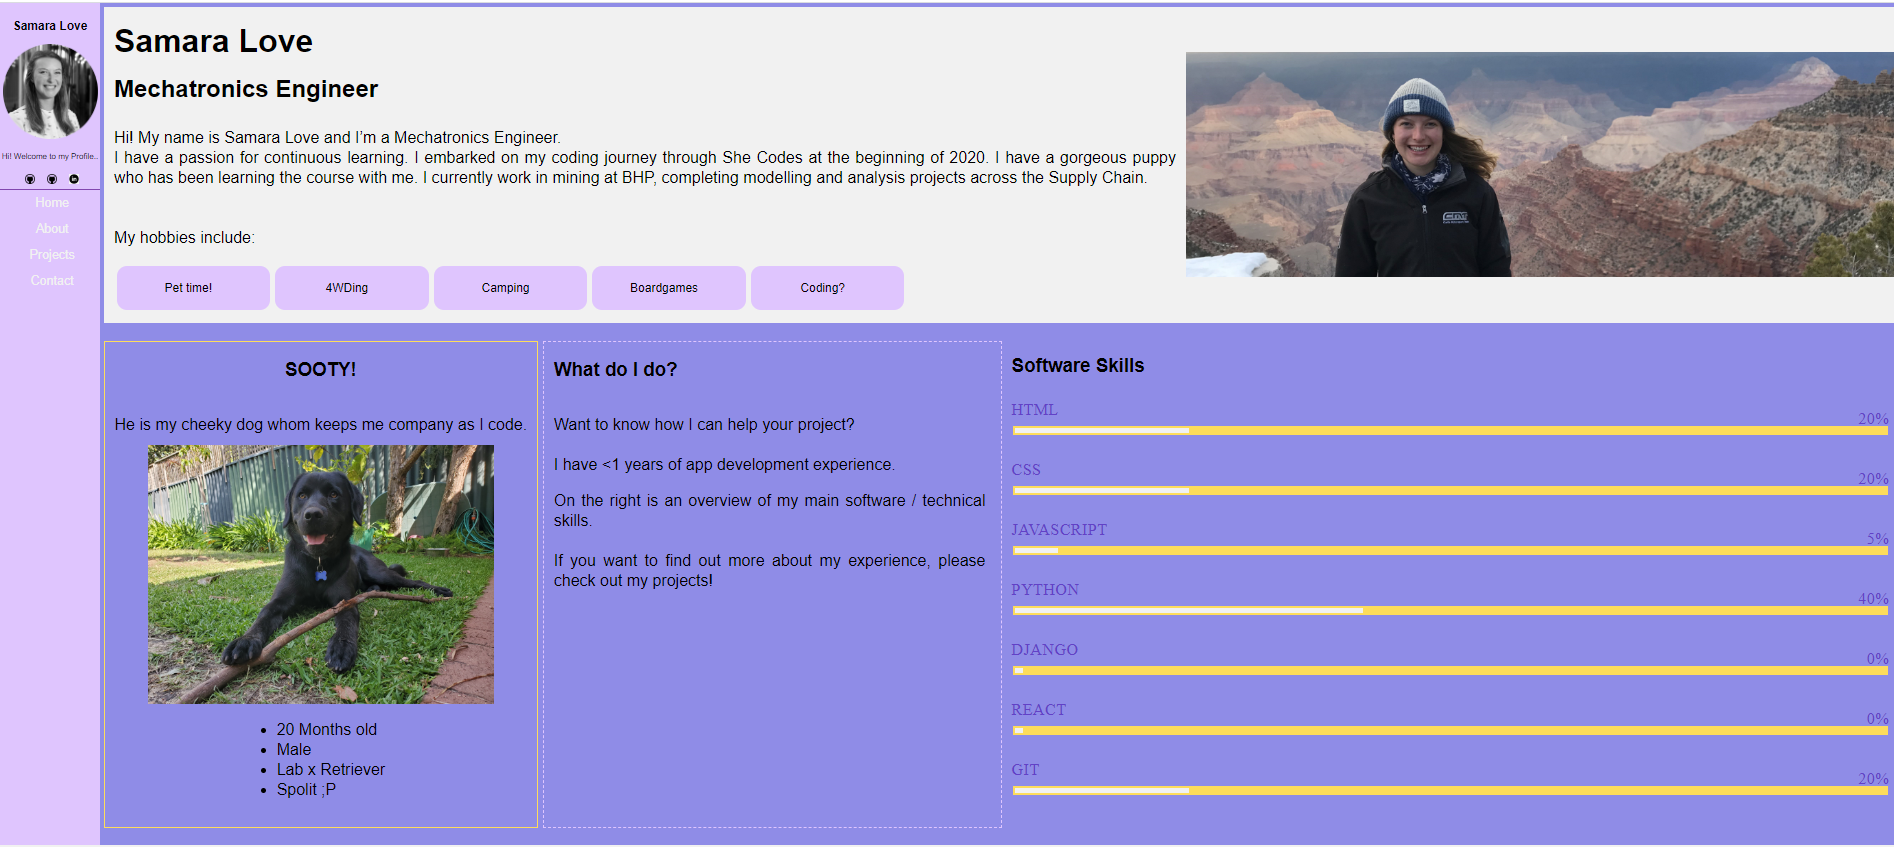 Samara Love
Hi! Welcome to my Profile..
Home
About
Projects
Contact
Samara Love
Mechatronics Engineer
Hi! My name is Samara Love and I'm a Mechatronics Engineer.
I have a passion for continuous learning. I embarked on my coding journey through She Codes at the beginning of 2020. I have a gorgeous puppy
who has been learning the course with me. I currently work in mining at BHP, completing modelling and analysis projects across the Supply Chain.
My hobbies include:
Pet time!
4WDing
Camping
Boardgames
Coding?
SOOTY!
He is my cheeky dog whom keeps me company as I code.
• 20 Months old
• Male
• Lab x Retriever
• Spolit ;P
What do I do?
Want to know how I can help your project?
I have <1 years of app development experience.
On the right is an overview of my main software / technical
skills.
If you want to find out more about my experience, please
check out my projects!
Software Skills
HTML
20%
CSS
20%
JAVASCRIPT
5%
PYTHON
40%
DJANGO
0%
REACT
0%
GIT
20%